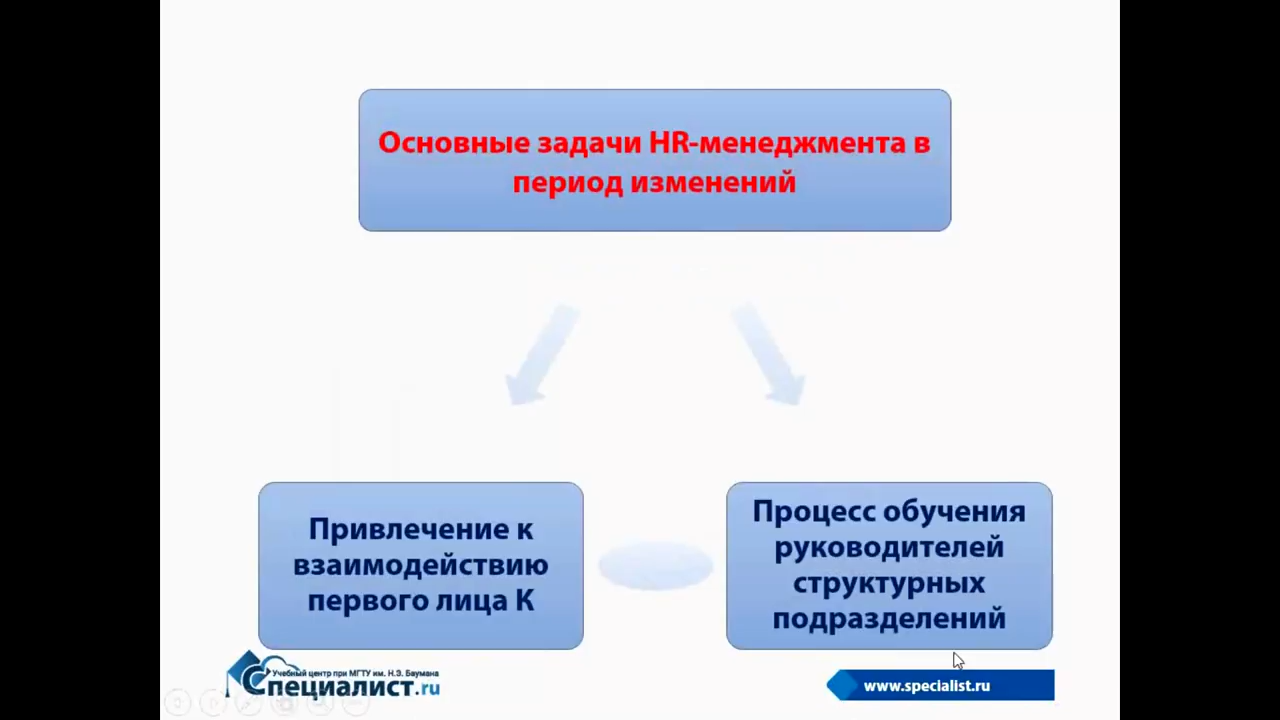 Основные задачи HR-менеджмента в
период изменений
Привлечение к
взаимодействию
первого лица К
Процесс обучения
руководителей
структурных
подразделений
Учебный центр при МГТУ им. Н.Э. Баумана
Специалист.ru
www.specialist.ru